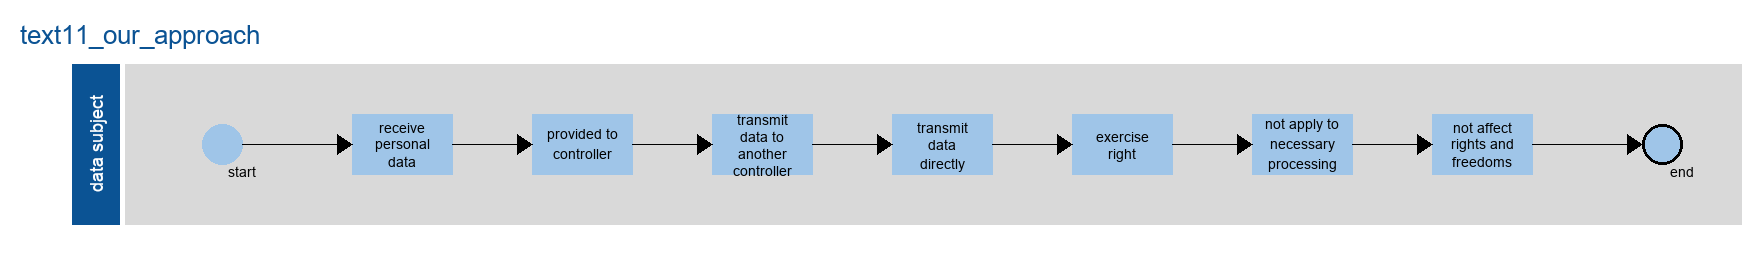 text11_our_approach
data subject
start
receive
personal
data
provided to
controller
transmit
data to
another
controller
transmit
data
directly
exercise
right
not apply to
necessary
processing
not affect
rights and
freedoms
end